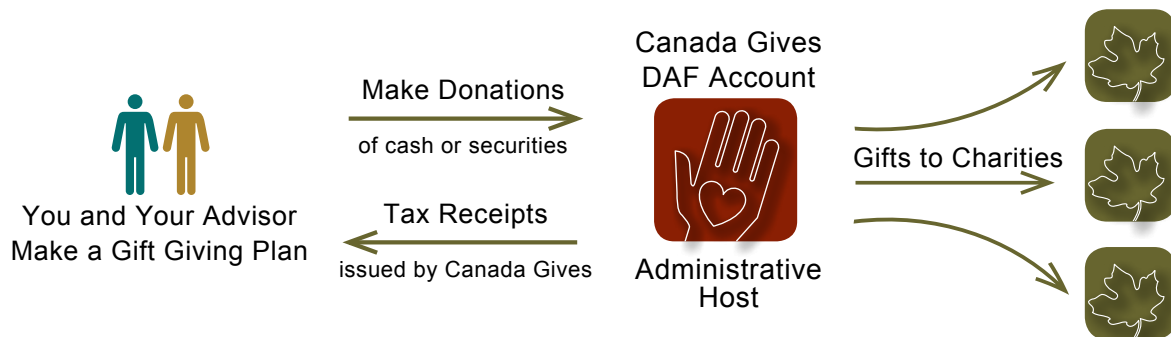 You and Your Advisor
Make a Gift Giving Plan
Make Donations
of cash or securities
Tax Receipts
issued by Canada Gives
Canada Gives
DAF Account
Administrative
Host
Gifts to Charities